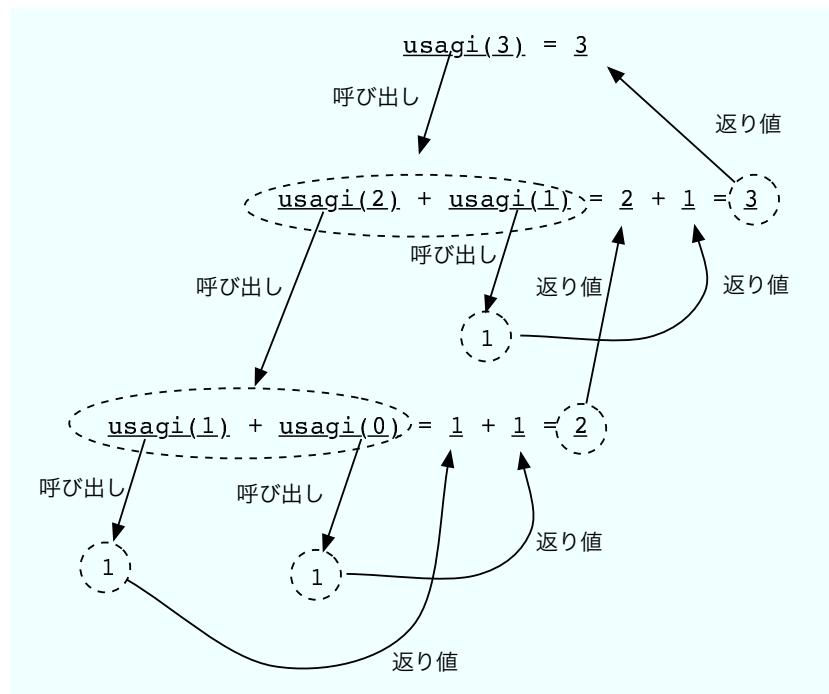 usagi(3) = 3
呼び出し
返り値
usagi(2) + usagi(1) = 2 + 1 = 3
呼び出し
呼び出し
返り値
返り値
1
usagi(1) + usagi(0) = 1 + 1 = 2
呼び出し
呼び出し
返り値
1
1
返り値